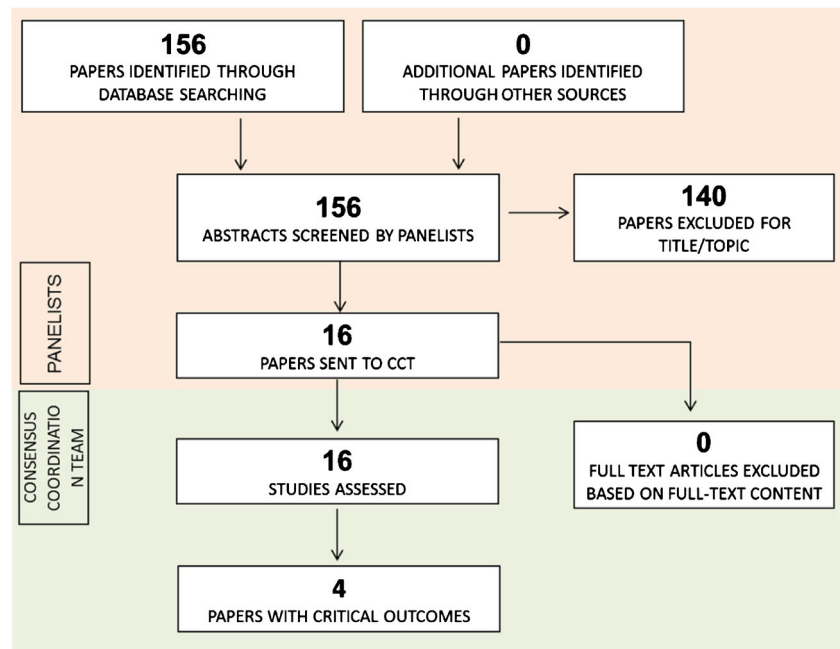 156
PAPERS IDENTIFIED THROUGH
DATABASE SEARCHING
0
ADDITIONAL PAPERS IDENTIFIED
THROUGH OTHER SOURCES
156
ABSTRACTS SCREENED BY PANELISTS
140
PAPERS EXCLUDED FOR
TITLE/TOPIC
PANELISTS
16
PAPERS SENT TO CCT
CONSENSUS
COORDINATIO
N TEAM
16
STUDIES ASSESSED
0
FULL TEXT ARTICLES EXCLUDED
BASED ON FULL-TEXT CONTENT
4
PAPERS WITH CRITICAL OUTCOMES